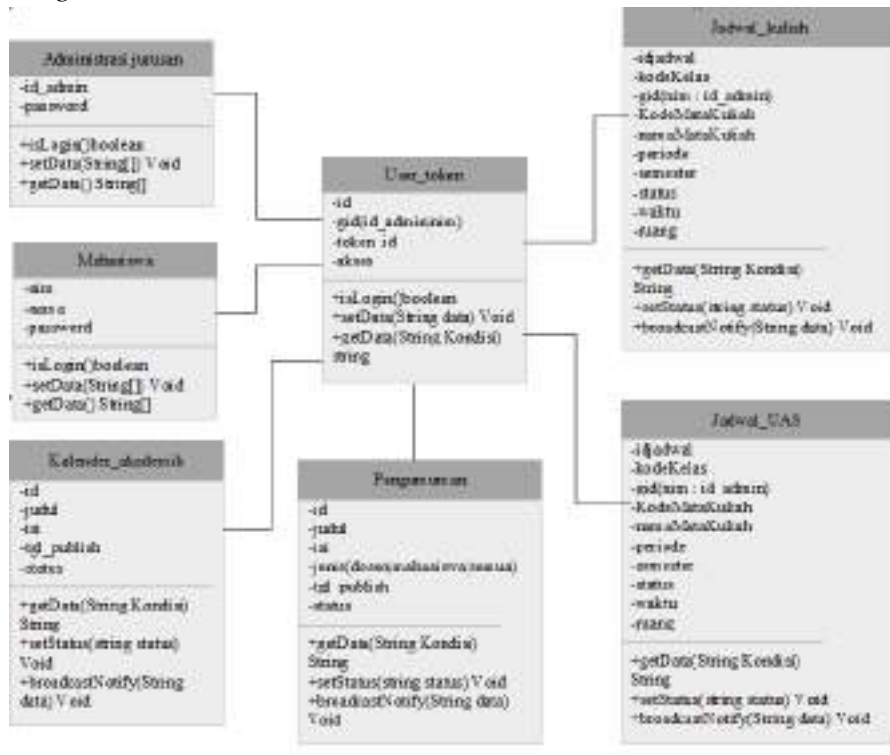 Administrasi jurusan
-id_admin
-password
+isLogin()boolean
+setData(String[]) Void
+getData() String[]
Mahasiswa
-nim
-nama
-password
+isLogin()boolean
+setData(String[]) Void
+getData() String[]
Kalender_akademik
-id
-judul
-isi
-tgl_publish
-status
+getData(String Kondisi)
String
+setStatus(string status)
Void
+broadcastNotify(String
data) Void
User_token
-id
-gid(id_admin:nim)
-token_id
-akses
+isLogin()boolean
+setData(String data) Void
+getData(String Kondisi)
string
Pengumuman
-id
-judul
-isi
-jenis(dosen:mahasiswa:semua)
-tgl_publish
-status
+getData(String Kondisi)
String
+setStatus(string status) Void
+broadcastNotify(String data)
Void
Jadwal_kuliah
-idjadwal
-kodeKelas
-gid(nim : id_admin)
-KodeMataKuliah
-namaMataKuliah
-periode
-semester
-status
-waktu
-ruang
+getData(String Kondisi)
String
+setStatus(string status) Void
+broadcastNotify(String data) Void
Jadwal_UAS
-idjadwal
-kodeKelas
-gid(nim : id_admin)
-KodeMataKuliah
-namaMataKuliah
-periode
-semester
-status
-waktu
-ruang
+getData(String Kondisi)
String
+setStatus(string status) Void
+broadcastNotify(String data) Void